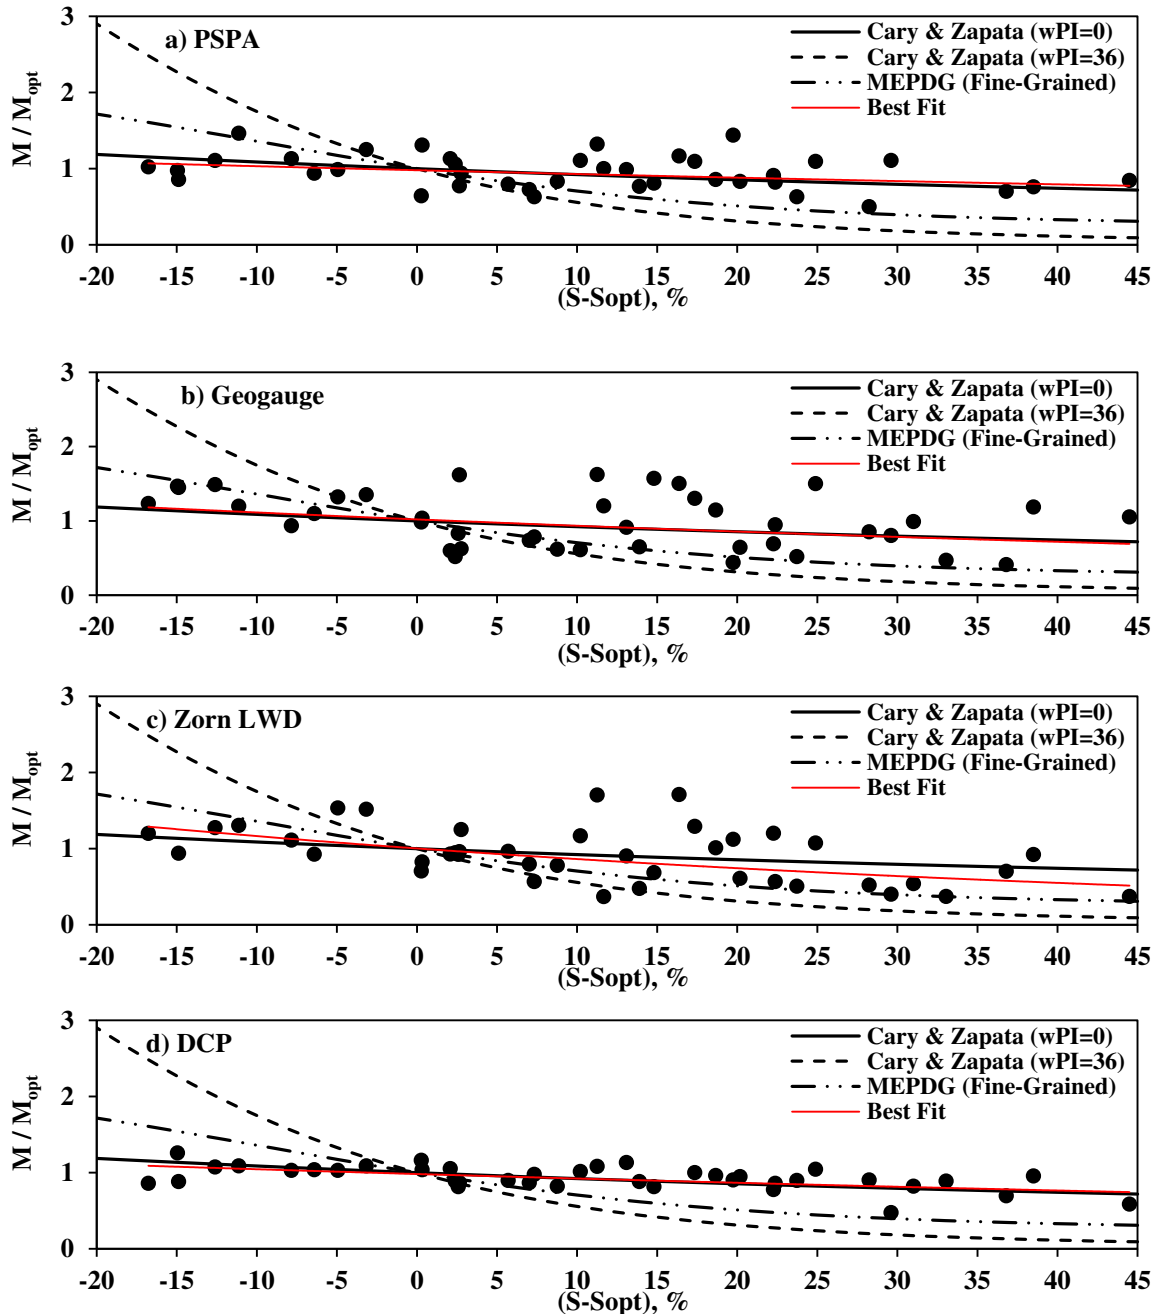 a) PSPA
Cary & Zapata (wPI=0)
Cary & Zapata (wPI=36)
MEPDG (Fine-Grained)
Best Fit
M / Mopt
3
2
1
0
-20 -15 -10 -5 0 5 10 15 20 25 30 35 40 45
(S-Sopt), %
b) Geogauge
Cary & Zapata (wPI=0)
Cary & Zapata (wPI=36)
MEPDG (Fine-Grained)
Best Fit
M / Mopt
3
2
1
0
-20 -15 -10 -5 0 5 10 15 20 25 30 35 40 45
(S-Sopt), %
c) Zorn LWD
Cary & Zapata (wPI=0)
Cary & Zapata (wPI=36)
MEPDG (Fine-Grained)
Best Fit
M / Mopt
3
2
1
0
-20 -15 -10 -5 0 5 10 15 20 25 30 35 40 45
(S-Sopt), %
d) DCP
Cary & Zapata (wPI=0)
Cary & Zapata (wPI=36)
MEPDG (Fine-Grained)
Best Fit
M / Mopt
3
2
1
0
-20 -15 -10 -5 0 5 10 15 20 25 30 35 40 45
(S-Sopt), %